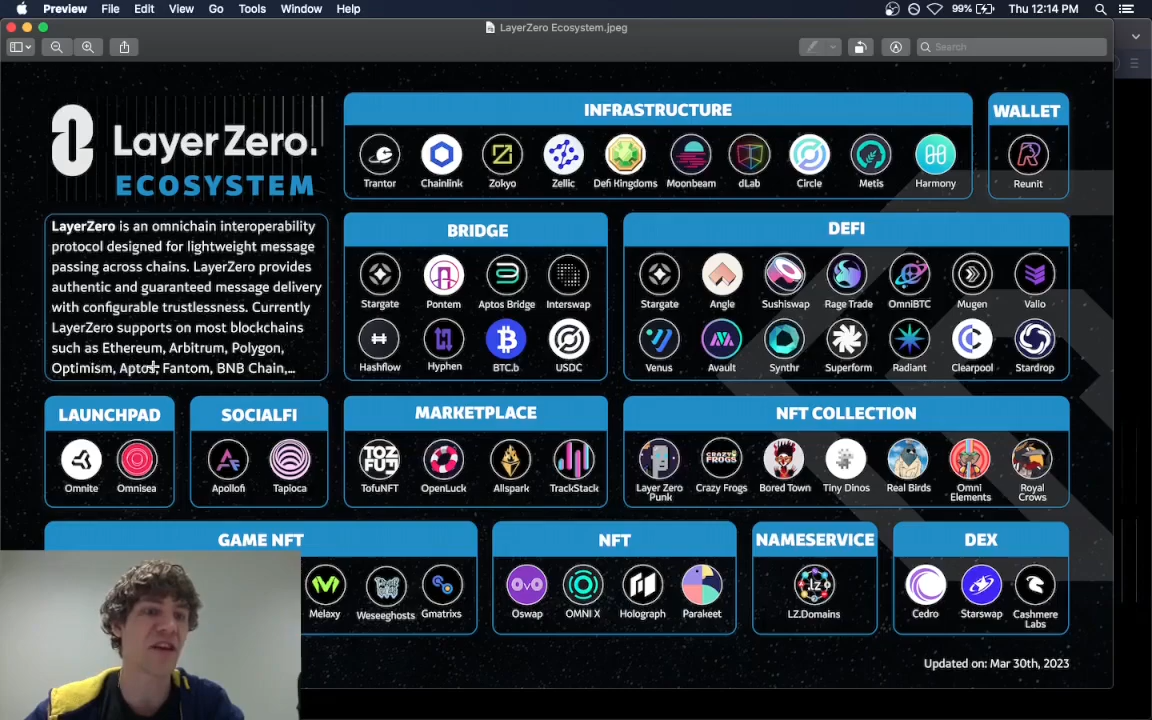 Preview File Edit View Go Tools Window Help
99% Thu 12:14 PM
LayerZero Ecosystem.jpeg
Search
LayerZero.
ECOSYSTEM
LayerZero is an omnichain interoperability
protocol designed for lightweight message
passing across chains. LayerZero provides
authentic and guaranteed message delivery
with configurable trustlessness. Currently
LayerZero supports on most blockchains
such as Ethereum, Arbitrum, Polygon,
Optimism, Aptos, Fantom, BNB Chain,...
INFRASTRUCTURE
Trantor Chainlink Zokyo Zellic Defi Kingdoms Moonbeam dLab Circle Metis Harmony
WALLET
Reunit
BRIDGE
Stargate Pontem Aptos Bridge Interswap
Hashflow Hyphen BTC.b USDC
DEFI
Stargate Angle Sushiswap Rage Trade OmniBTC Mugen Valio
Venus Avault Synthr Superform Radiant Clearpool Stardrop
LAUNCHPAD
Omnite Omnisea
SOCIALFI
Apollofi Tapioca
MARKETPLACE
TOFU
TofuNFT OpenLuck Allspark TrackStack
NFT COLLECTION
CRAZY FROGS
Layer Zero Crazy Frogs Bored Town Tiny Dinos Real Birds Omni Royal
Punk Elements Crows
GAME NFT
Melaxy Weseeghosts Gmatrixs
NFT
OVO
Oswap OMNI X Holograph Parakeet
NAMESERVICE
LZ
LZ.Domains
DEX
Cedro Starswap Cashmere
Labs
Updated on: Mar 30th, 2023